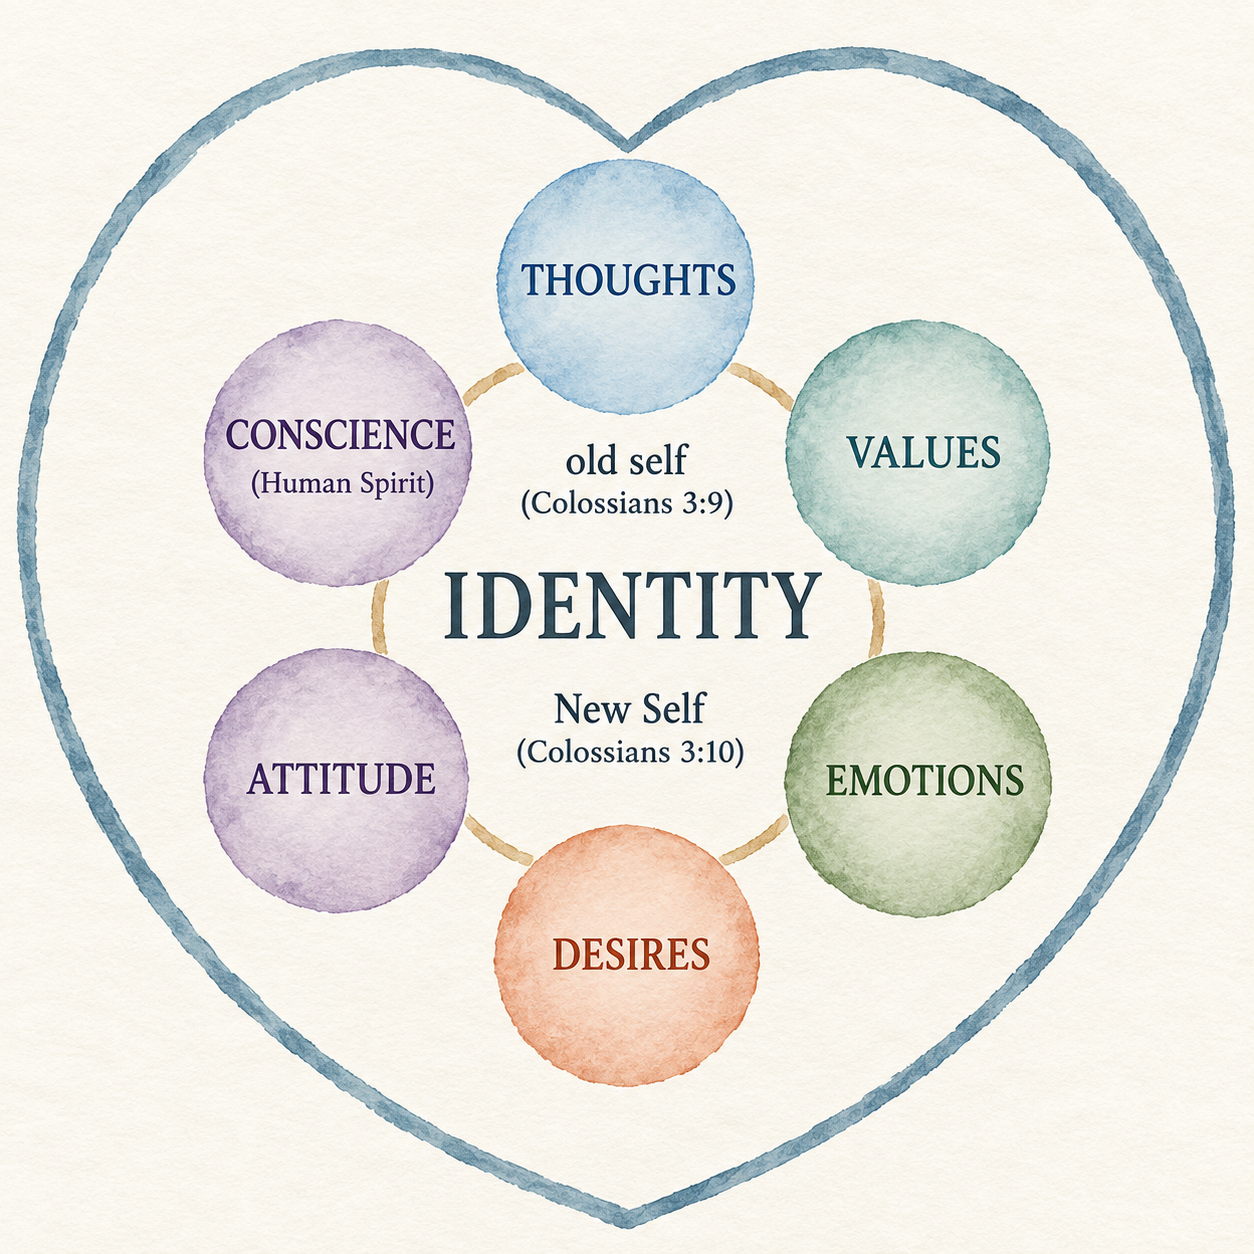 THOUGHTS
CONSCIENCE
(Human Spirit)
VALUES
old self
(Colossians 3:9)
IDENTITY
New Self
(Colossians 3:10)
ATTITUDE
EMOTIONS
DESIRES